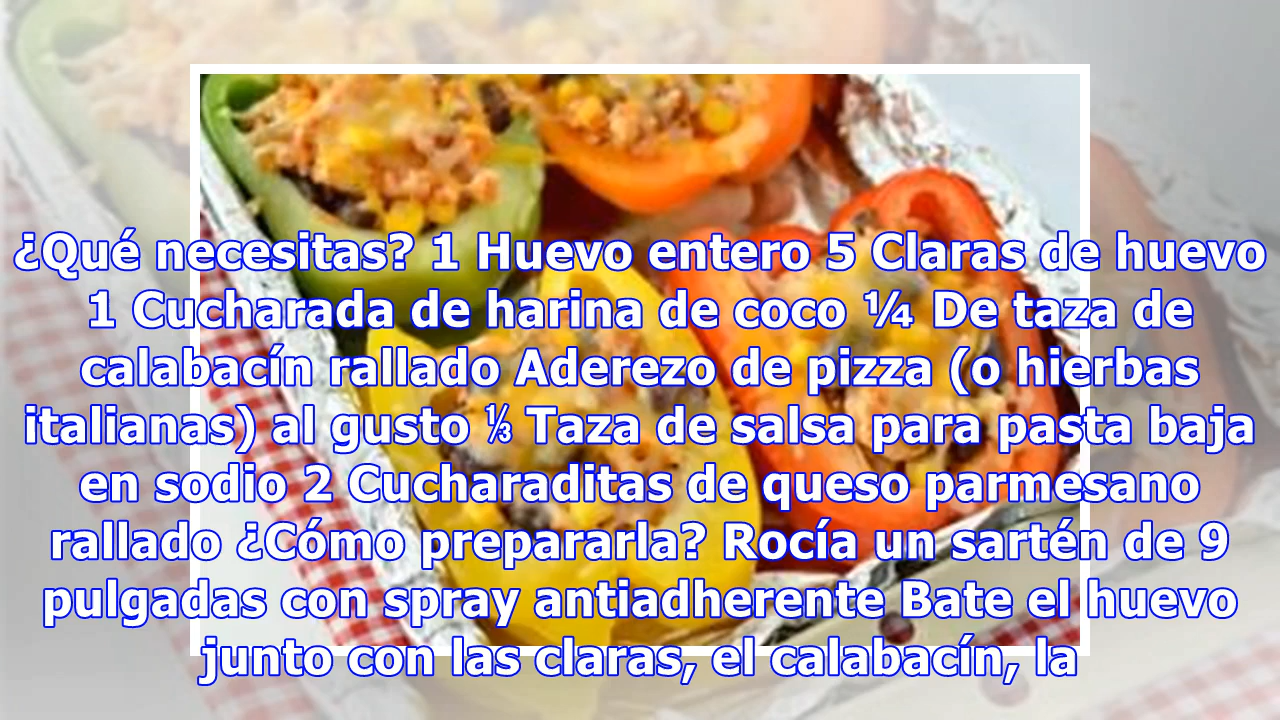 ¿Qué necesitas? 1 Huevo entero 5 Claras de huevo
1 Cucharada de harina de coco ¼ De taza de
calabacín rallado Aderezo de pizza (o hierbas
italianas) al gusto ⅓ Taza de salsa para pasta baja
en sodio 2 Cucharaditas de queso parmesano
rallado ¿Cómo prepararla? Rocía un sartén de 9
pulgadas con spray antiadherente Bate el huevo
junto con las claras, el calabacín, la